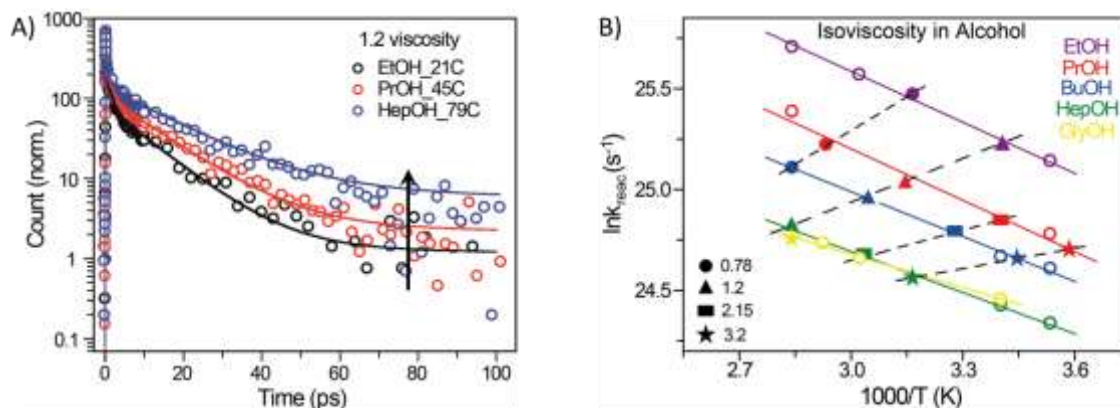 A)
1.2 viscosity
EtOH_21C
PrOH_45C
HepOH_79C
Count (norm.)
1000
100
10
1
0.1
0
20
40
60
80
100
Time (ps)
B)
Isoviscosity in Alcohol
EtOH
PrOH
BuOH
HepOH
GlyOH
lnkreac (s-1)
25.5
25.0
24.5
0.78
1.2
2.15
3.2
2.7
3.0
3.3
3.6
1000/T (K)